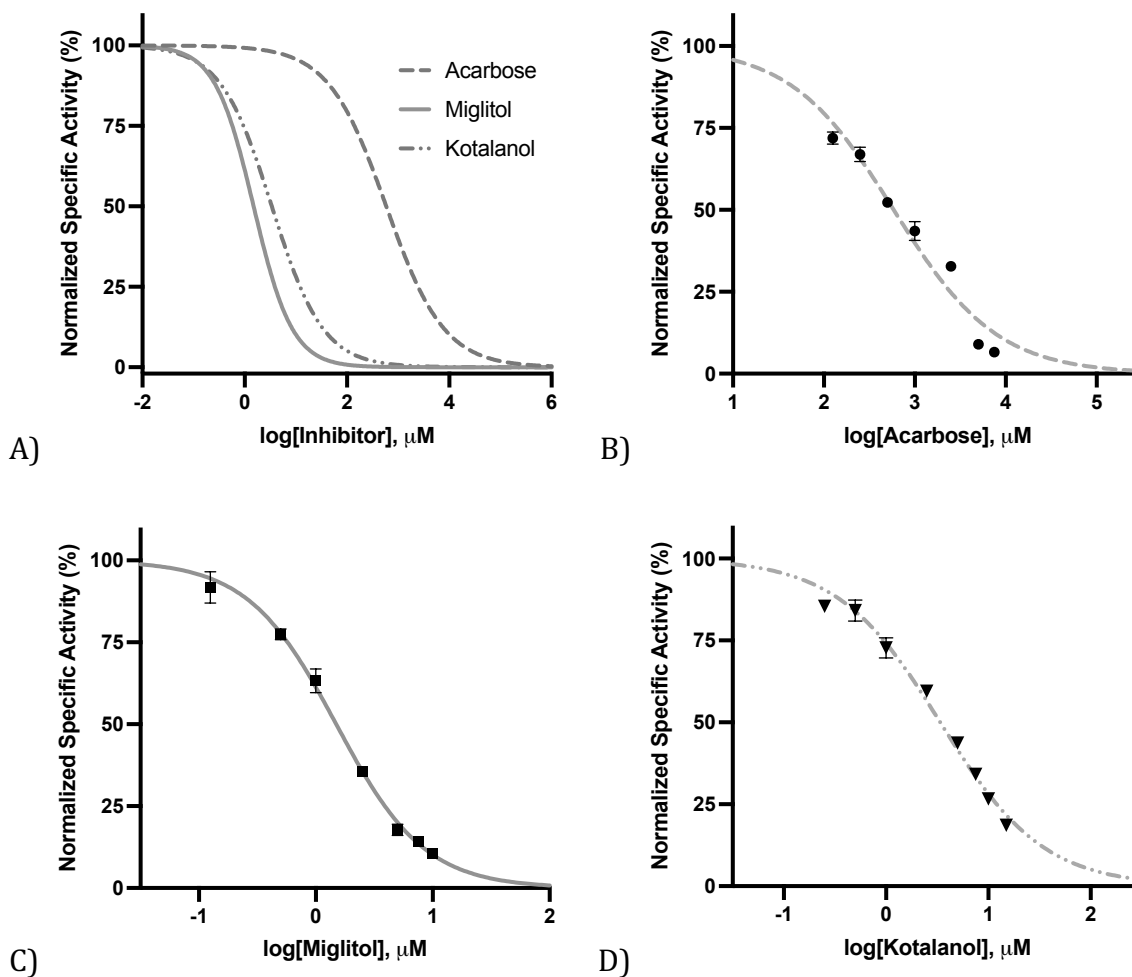 Normalized Specific Activity (%)
100
75
50
25
0
-2
0
2
4
6
log[Inhibitor], μM
Acarbose
Miglitol
Kotalanol
A)
Normalized Specific Activity (%)
100
75
50
25
0
1
2
3
4
5
log[Acarbose], μM
B)
Normalized Specific Activity (%)
100
75
50
25
0
-1
0
1
2
log[Miglitol], μM
C)
Normalized Specific Activity (%)
100
75
50
25
0
-1
0
1
2
log[Kotalanol], μM
D)